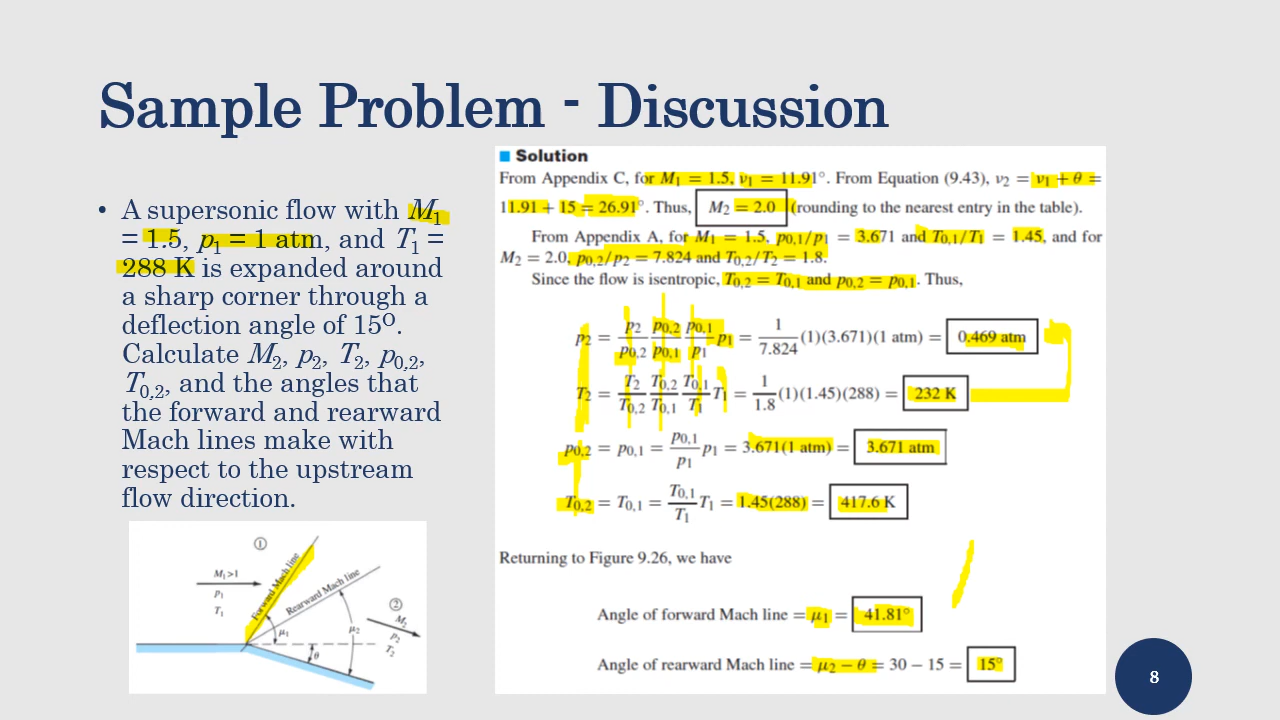 Sample Problem - Discussion
• A supersonic flow with M₁
= 1.5, p₁ = 1 atm, and T₁ =
288 K is expanded around
a sharp corner through a
deflection angle of 15º.
Calculate M₂, p₂, T₂, p₀,₂,
T₀,₂, and the angles that
the forward and rearward
Mach lines make with
respect to the upstream
flow direction.
①
M₁>1
p₁
T₁
Forward Mach line
Rearward Mach line
μ₁
μ₂
θ
②
M₂
p₂
T₂
■ Solution
From Appendix C, for M₁ = 1.5, ν₁ = 11.91°. From Equation (9.43), ν₂ = ν₁ + θ =
11.91 + 15 = 26.91°. Thus, M₂ = 2.0 (rounding to the nearest entry in the table).
From Appendix A, for M₁ = 1.5, p₀,₁/p₁ = 3.671 and T₀,₁/T₁ = 1.45, and for
M₂ = 2.0, p₀,₂/p₂ = 7.824 and T₀,₂/T₂ = 1.8.
Since the flow is isentropic, T₀,₂ = T₀,₁ and p₀,₂ = p₀,₁. Thus,
p₂ = p₂/p₀,₂ p₀,₂/p₀,₁ p₀,₁/p₁ p₁ = 1/7.824 (1)(3.671)(1 atm) = 0.469 atm
T₂ = T₂/T₀,₂ T₀,₂/T₀,₁ T₀,₁/T₁ T₁ = 1/1.8 (1)(1.45)(288) = 232 K
p₀,₂ = p₀,₁ = p₀,₁/p₁ p₁ = 3.671(1 atm) = 3.671 atm
T₀,₂ = T₀,₁ = T₀,₁/T₁ T₁ = 1.45(288) = 417.6 K
Returning to Figure 9.26, we have
Angle of forward Mach line = μ₁ = 41.81°
Angle of rearward Mach line = μ₂ − θ = 30 − 15 = 15°
8